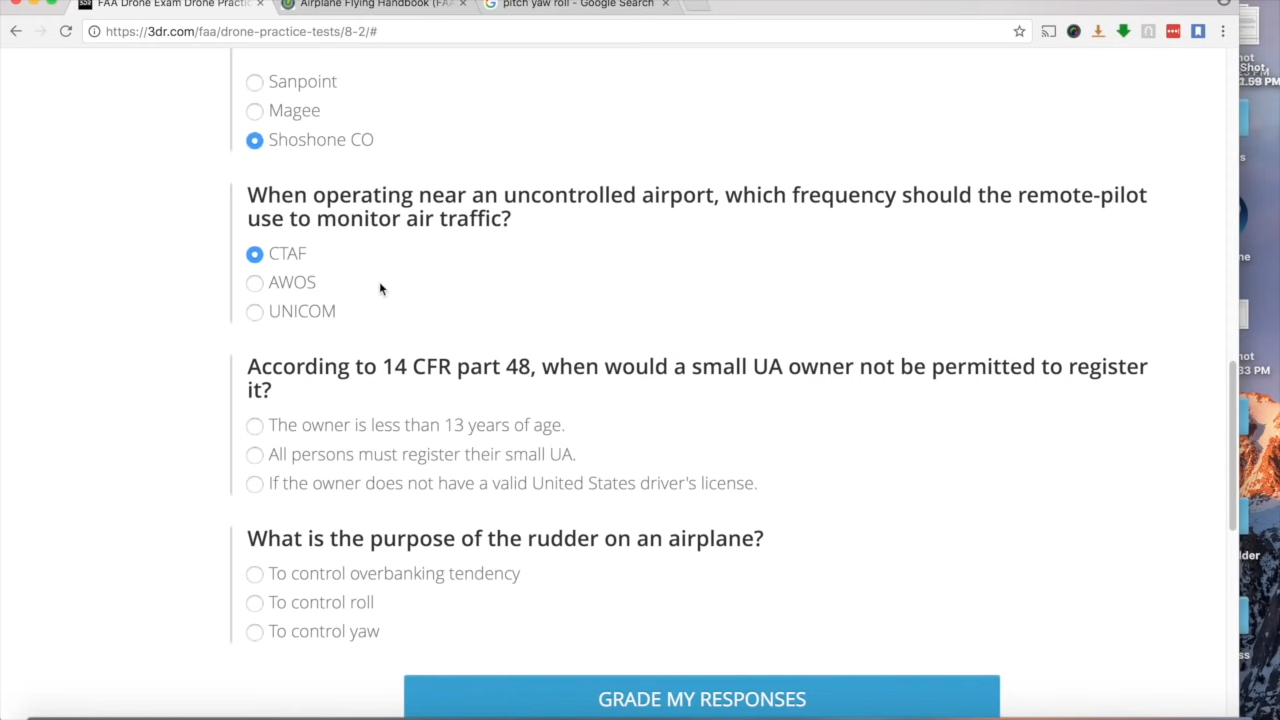 FAA Drone Exam Drone Practic
Airplane Flying Handbook (FAA
pitch yaw roll - Google Search
https://3dr.com/faa/drone-practice-tests/8-2/#
Sanpoint
Magee
Shoshone CO
When operating near an uncontrolled airport, which frequency should the remote-pilot
use to monitor air traffic?
CTAF
AWOS
UNICOM
According to 14 CFR part 48, when would a small UA owner not be permitted to register
it?
The owner is less than 13 years of age.
All persons must register their small UA.
If the owner does not have a valid United States driver's license.
What is the purpose of the rudder on an airplane?
To control overbanking tendency
To control roll
To control yaw
GRADE MY RESPONSES